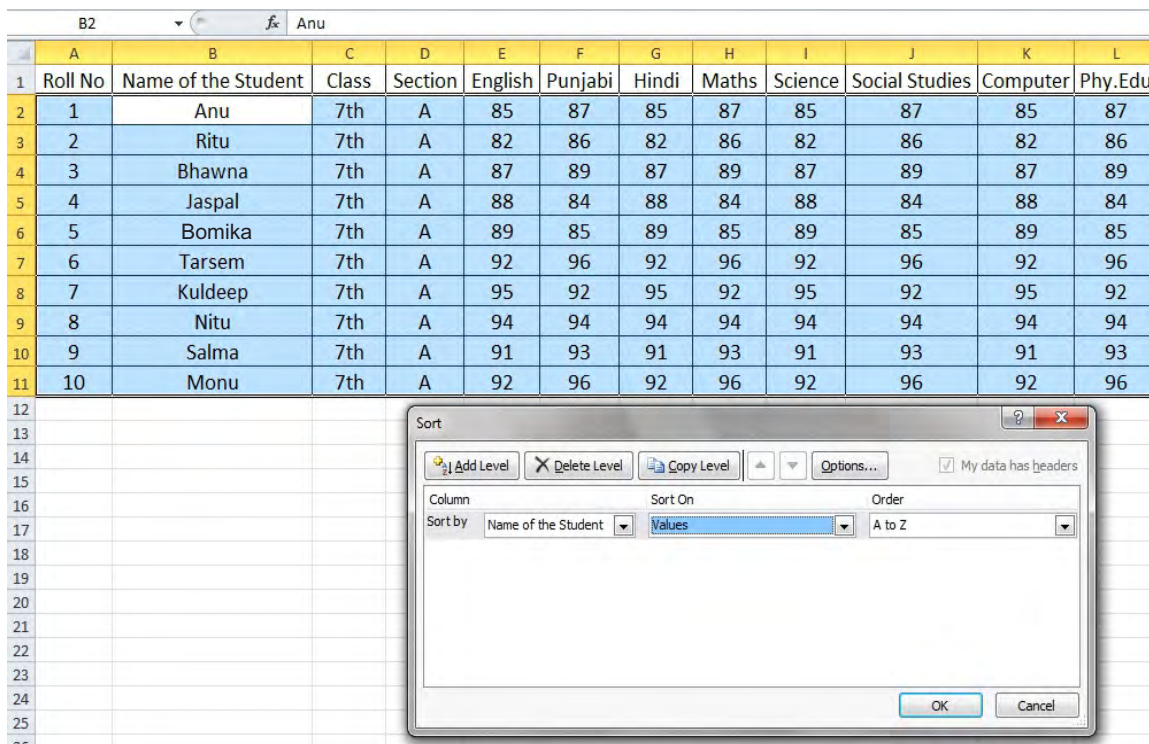 B2 fx Anu
A B C D E F G H I J K L
1 Roll No Name of the Student Class Section English Punjabi Hindi Maths Science Social Studies Computer Phy.Edu
2 1 Anu 7th A 85 87 85 87 85 87 85 87
3 2 Ritu 7th A 82 86 82 86 82 86 82 86
4 3 Bhawna 7th A 87 89 87 89 87 89 87 89
5 4 Jaspal 7th A 88 84 88 84 88 84 88 84
6 5 Bomika 7th A 89 85 89 85 89 85 89 85
7 6 Tarsem 7th A 92 96 92 96 92 96 92 96
8 7 Kuldeep 7th A 95 92 95 92 95 92 95 92
9 8 Nitu 7th A 94 94 94 94 94 94 94 94
10 9 Salma 7th A 91 93 91 93 91 93 91 93
11 10 Monu 7th A 92 96 92 96 92 96 92 96
12
13
14
15
16
17
18
19
20
21
22
23
24
25
Sort
Add Level Delete Level Copy Level Options... My data has headers
Column Sort On Order
Sort by Name of the Student Values A to Z
OK Cancel